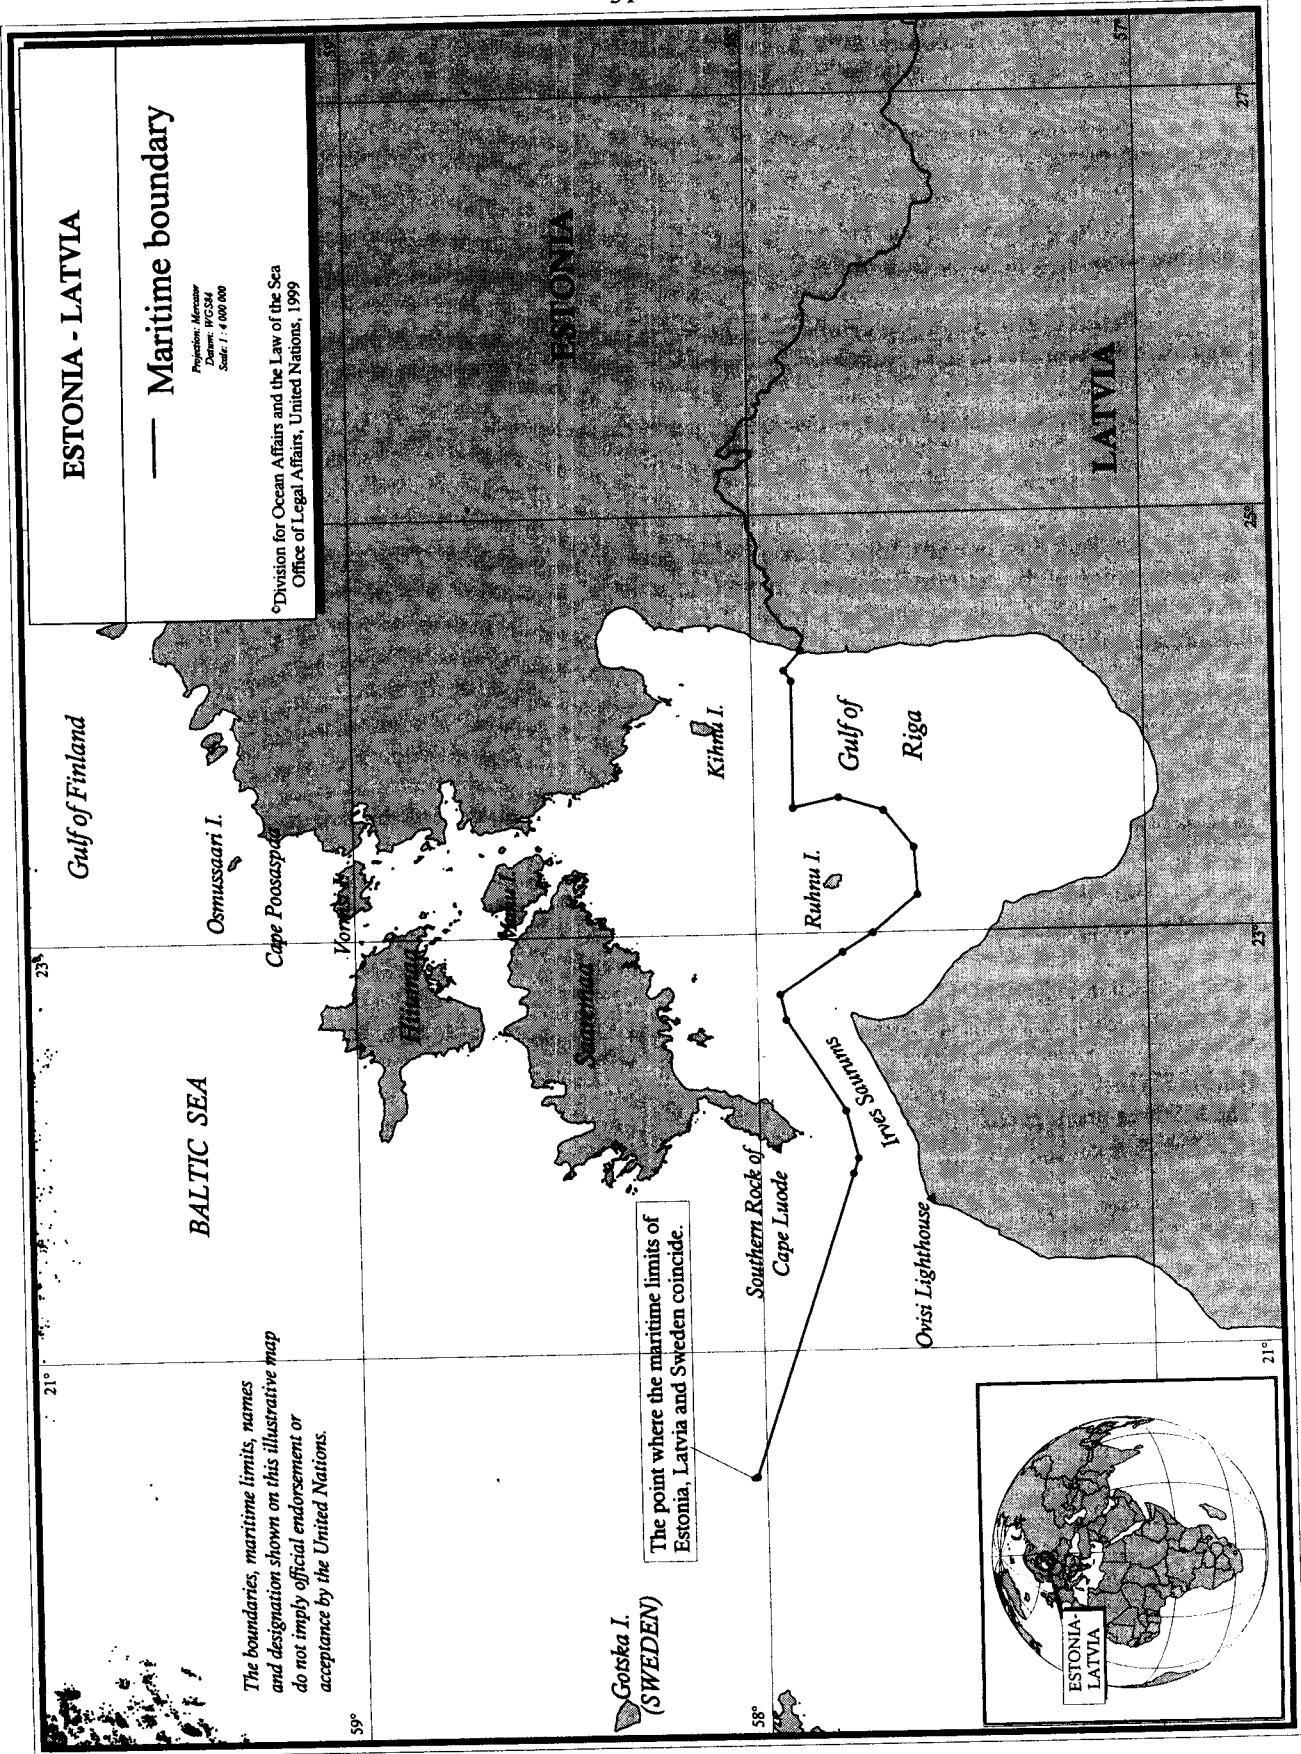 ESTONIA - LATVIA
Maritime boundary
Projection: Mercator
Datum: WGS84
Scale: 1 : 4 000 000
©Division for Ocean Affairs and the Law of the Sea
Office of Legal Affairs, United Nations, 1999
The boundaries, maritime limits, names
and designation shown on this illustrative map
do not imply official endorsement or
acceptance by the United Nations.
21°
23°
BALTIC SEA
Gulf of Finland
Osmussaari I.
Cape Poosaspaa
59°
59°
Hiiumaa
Saaremaa
ESTONIA
Gotska I.
(SWEDEN)
The point where the maritime limits of
Estonia, Latvia and Sweden coincide.
Kihnu I.
58°
Southern Rock of
Cape Luode
Ruhnu I.
Gulf of
Riga
Irves Saurums
Ovisi Lighthouse
LATVIA
57°
21°
23°
25°
27°
ESTONIA-
LATVIA